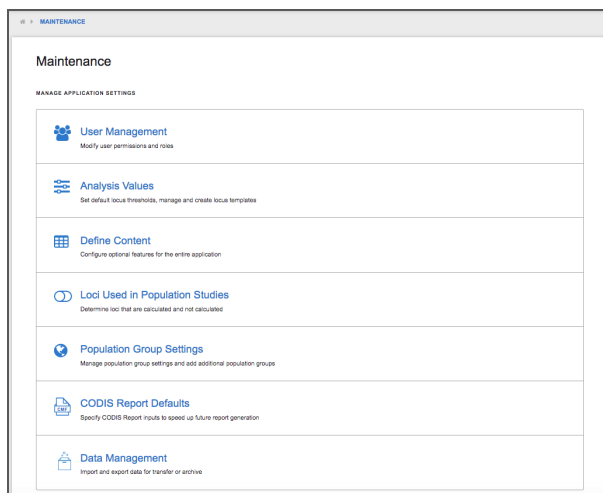 MAINTENANCE
Maintenance
MANAGE APPLICATION SETTINGS
User Management
Modify user permissions and roles
Analysis Values
Set default locus thresholds, manage and create locus templates
Define Content
Configure optional features for the entire application
Loci Used in Population Studies
Determine loci that are calculated and not calculated
Population Group Settings
Manage population group settings and add additional population groups
CMF
CODIS Report Defaults
Specify CODIS Report inputs to speed up future report generation
Data Management
Import and export data for transfer or archive